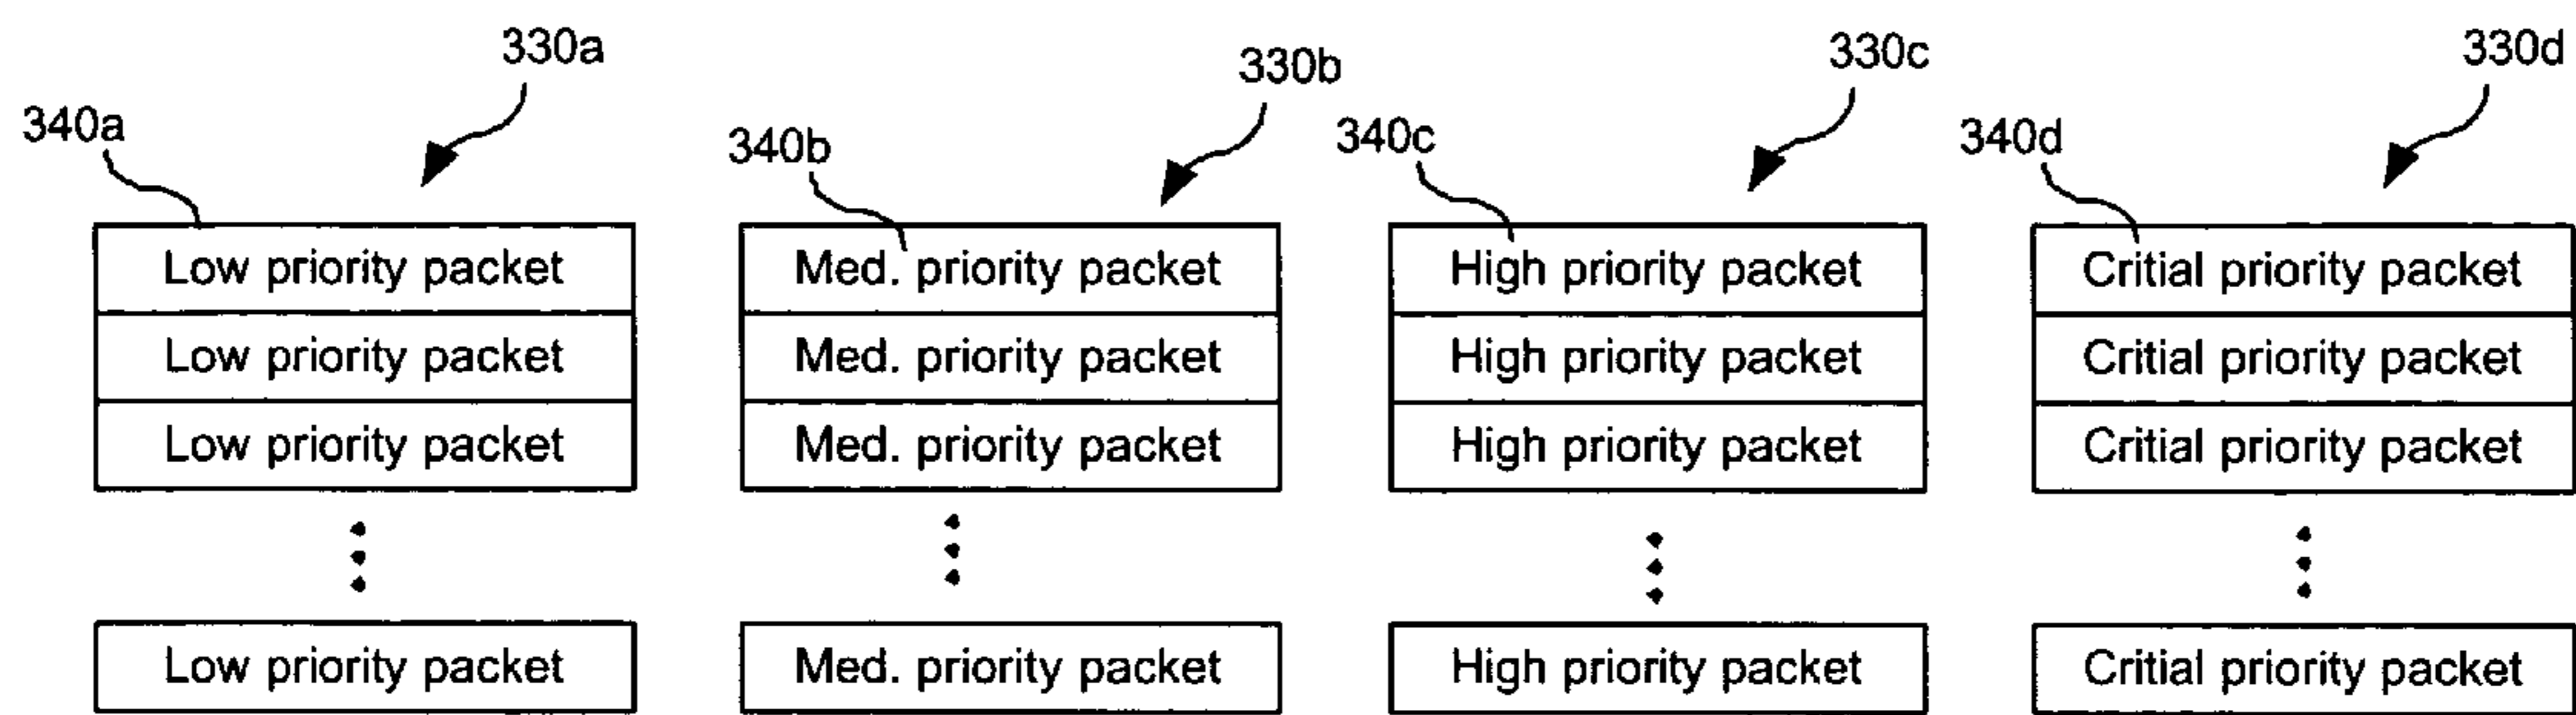 330a
330b
330c
330d
340a
340b
340c
340d
Low priority packet
Med. priority packet
High priority packet
Critial priority packet
Low priority packet
Med. priority packet
High priority packet
Critial priority packet
Low priority packet
Med. priority packet
High priority packet
Critial priority packet
Low priority packet
Med. priority packet
High priority packet
Critial priority packet